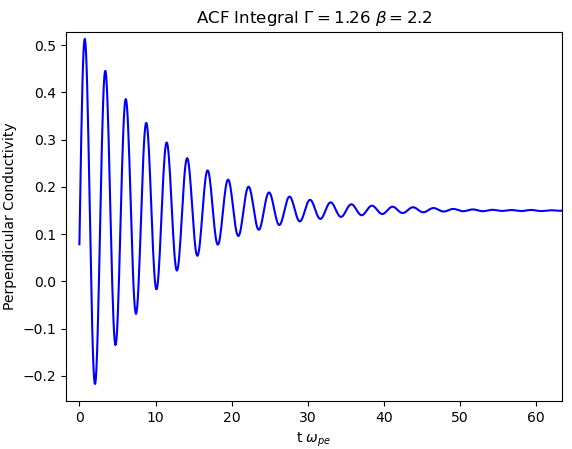 ACF Integral Γ = 1.26 β = 2.2
Perpendicular Conductivity
0.5
0.4
0.3
0.2
0.1
0.0
−0.1
−0.2
0 10 20 30 40 50 60
t ω_pe